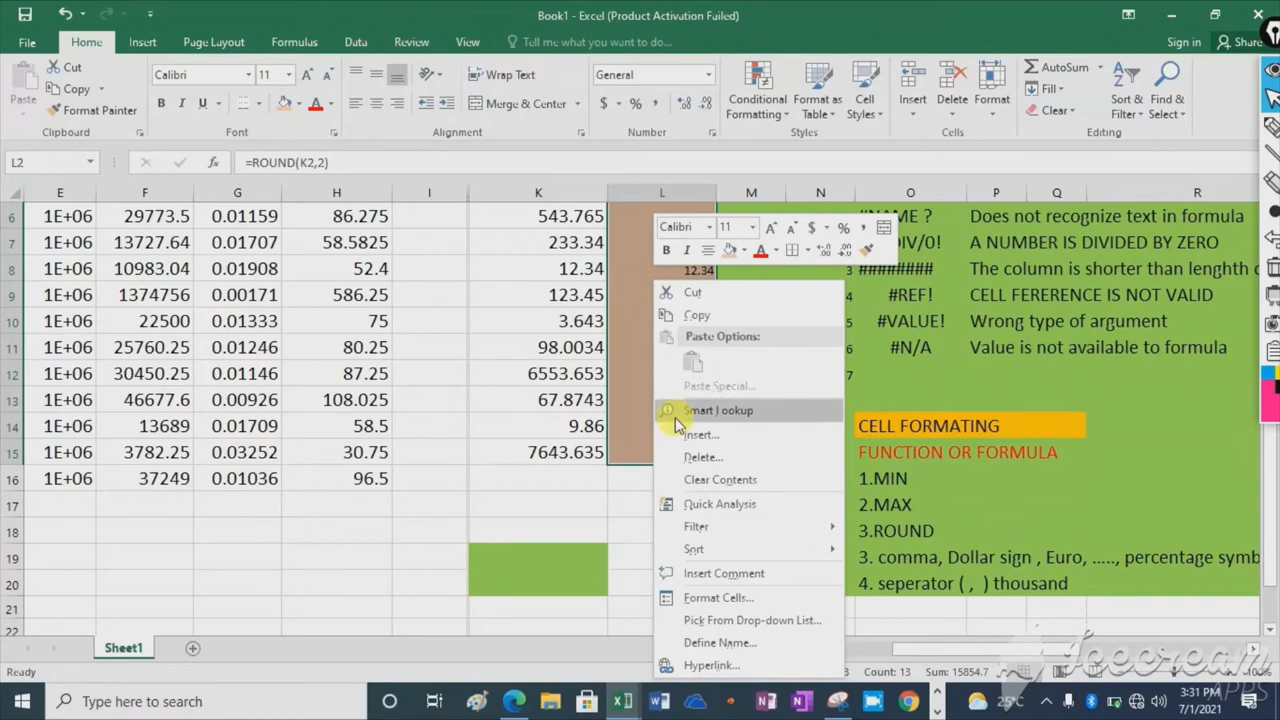 Book1 - Excel (Product Activation Failed)
File Home Insert Page Layout Formulas Data Review View Tell me what you want to do... Sign in Share
Paste Cut Copy Format Painter
Calibri 11 B I U
Wrap Text Merge & Center
General $ % ,
Conditional Formatting Format as Table Cell Styles
Insert Delete Format
AutoSum Fill Clear Sort & Filter Find & Select
Clipboard Font Alignment Number Styles Cells Editing
L2 fx =ROUND(K2,2)
E F G H I K L M N O P Q R
6 1E+06 29773.5 0.01159 86.275 543.765 #NAME ? Does not recognize text in formula
7 1E+06 13727.64 0.01707 58.5825 233.34 DIV/0! A NUMBER IS DIVIDED BY ZERO
8 1E+06 10983.04 0.01908 52.4 12.34 12.34 3 ######## The column is shorter than lenghth
9 1E+06 1374756 0.00171 586.25 123.45 4 #REF! CELL FERERENCE IS NOT VALID
10 1E+06 22500 0.01333 75 3.643 5 #VALUE! Wrong type of argument
11 1E+06 25760.25 0.01246 80.25 98.0034 6 #N/A Value is not available to formula
12 1E+06 30450.25 0.01146 87.25 6553.653 7
13 1E+06 46677.6 0.00926 108.025 67.8743
14 1E+06 13689 0.01709 58.5 9.86 CELL FORMATING
15 1E+06 3782.25 0.03252 30.75 7643.635 FUNCTION OR FORMULA
16 1E+06 37249 0.01036 96.5 1.MIN
17 2.MAX
18 3.ROUND
19 3. comma, Dollar sign , Euro, ....., percentage symb
20 4. seperator ( , ) thousand
21
22
Calibri 11 $ % ,
B I A
Cut
Copy
Paste Options:
Paste Special...
Smart Lookup
Insert...
Delete...
Clear Contents
Quick Analysis
Filter
Sort
Insert Comment
Format Cells...
Pick From Drop-down List...
Define Name...
Hyperlink...
Sheet1
Ready Count: 13 Sum: 15854.7
Icecream
APPS
Type here to search 25°C 3:31 PM
7/1/2021